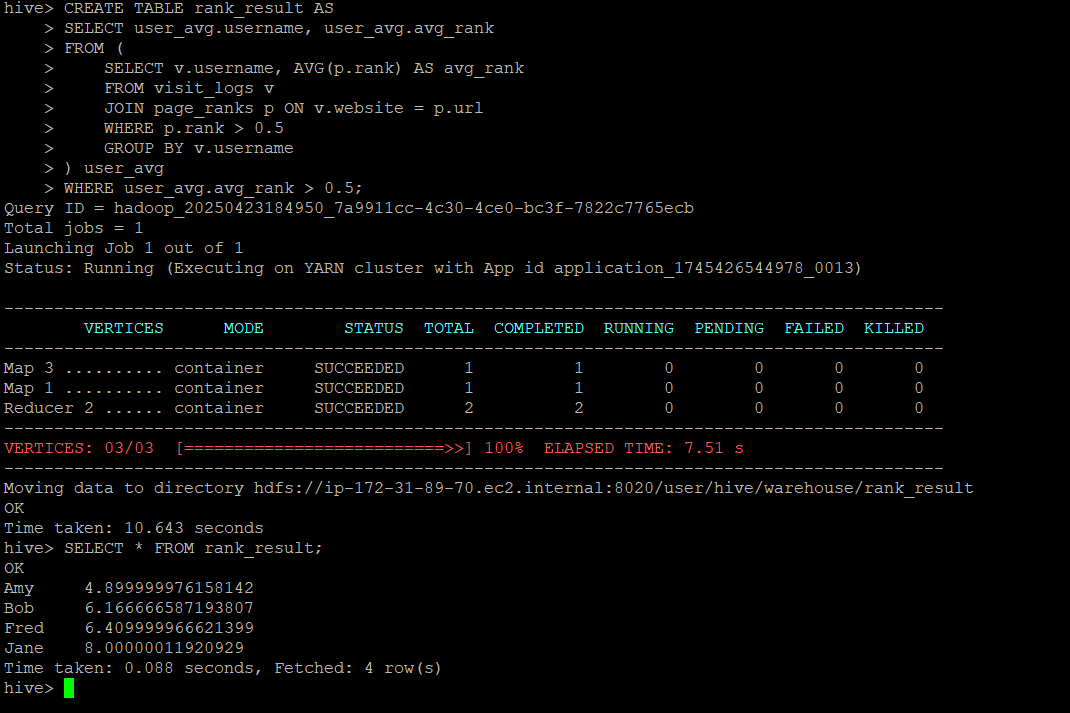 hive> CREATE TABLE rank_result AS
    > SELECT user_avg.username, user_avg.avg_rank
    > FROM (
    >     SELECT v.username, AVG(p.rank) AS avg_rank
    >     FROM visit_logs v
    >     JOIN page_ranks p ON v.website = p.url
    >     WHERE p.rank > 0.5
    >     GROUP BY v.username
    > ) user_avg
    > WHERE user_avg.avg_rank > 0.5;
Query ID = hadoop_20250423184950_7a9911cc-4c30-4ce0-bc3f-7822c7765ecb
Total jobs = 1
Launching Job 1 out of 1
Status: Running (Executing on YARN cluster with App id application_1745426544978_0013)
----------------------------------------------------------------------------------------------
        VERTICES      MODE        STATUS  TOTAL  COMPLETED  RUNNING  PENDING  FAILED  KILLED
----------------------------------------------------------------------------------------------
Map 3 .......... container     SUCCEEDED      1          1        0        0       0       0
Map 1 .......... container     SUCCEEDED      1          1        0        0       0       0
Reducer 2 ...... container     SUCCEEDED      2          2        0        0       0       0
----------------------------------------------------------------------------------------------
VERTICES: 03/03  [==========================>>] 100%  ELAPSED TIME: 7.51 s
----------------------------------------------------------------------------------------------
Moving data to directory hdfs://ip-172-31-89-70.ec2.internal:8020/user/hive/warehouse/rank_result
OK
Time taken: 10.643 seconds
hive> SELECT * FROM rank_result;
OK
Amy     4.899999976158142
Bob     6.166666587193807
Fred    6.409999966621399
Jane    8.00000011920929
Time taken: 0.088 seconds, Fetched: 4 row(s)
hive>